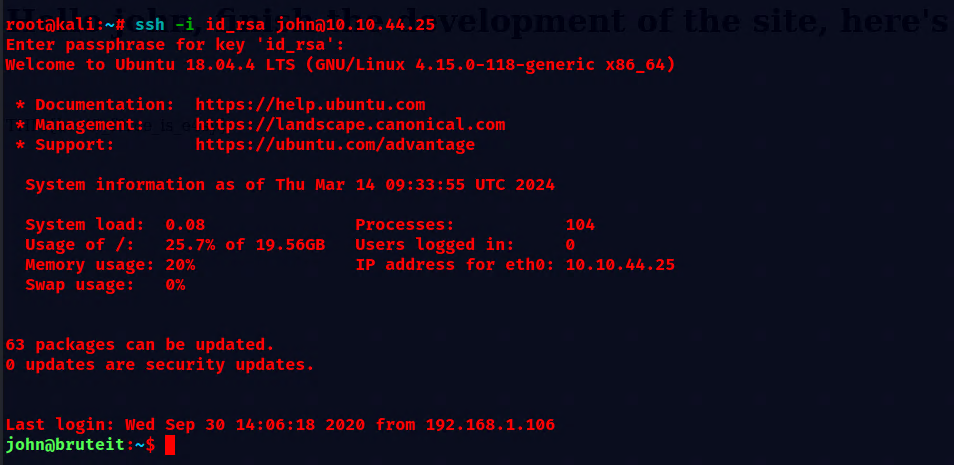 root@kali:~# ssh -i id_rsa john@10.10.44.25
Enter passphrase for key 'id_rsa':
Welcome to Ubuntu 18.04.4 LTS (GNU/Linux 4.15.0-118-generic x86_64)
* Documentation:  https://help.ubuntu.com
* Management:     https://landscape.canonical.com
* Support:        https://ubuntu.com/advantage
System information as of Thu Mar 14 09:33:55 UTC 2024
System load:  0.08               Processes:           104
Usage of /:   25.7% of 19.56GB   Users logged in:     0
Memory usage: 20%                IP address for eth0: 10.10.44.25
Swap usage:   0%
63 packages can be updated.
0 updates are security updates.
Last login: Wed Sep 30 14:06:18 2020 from 192.168.1.106
john@bruteit:~$